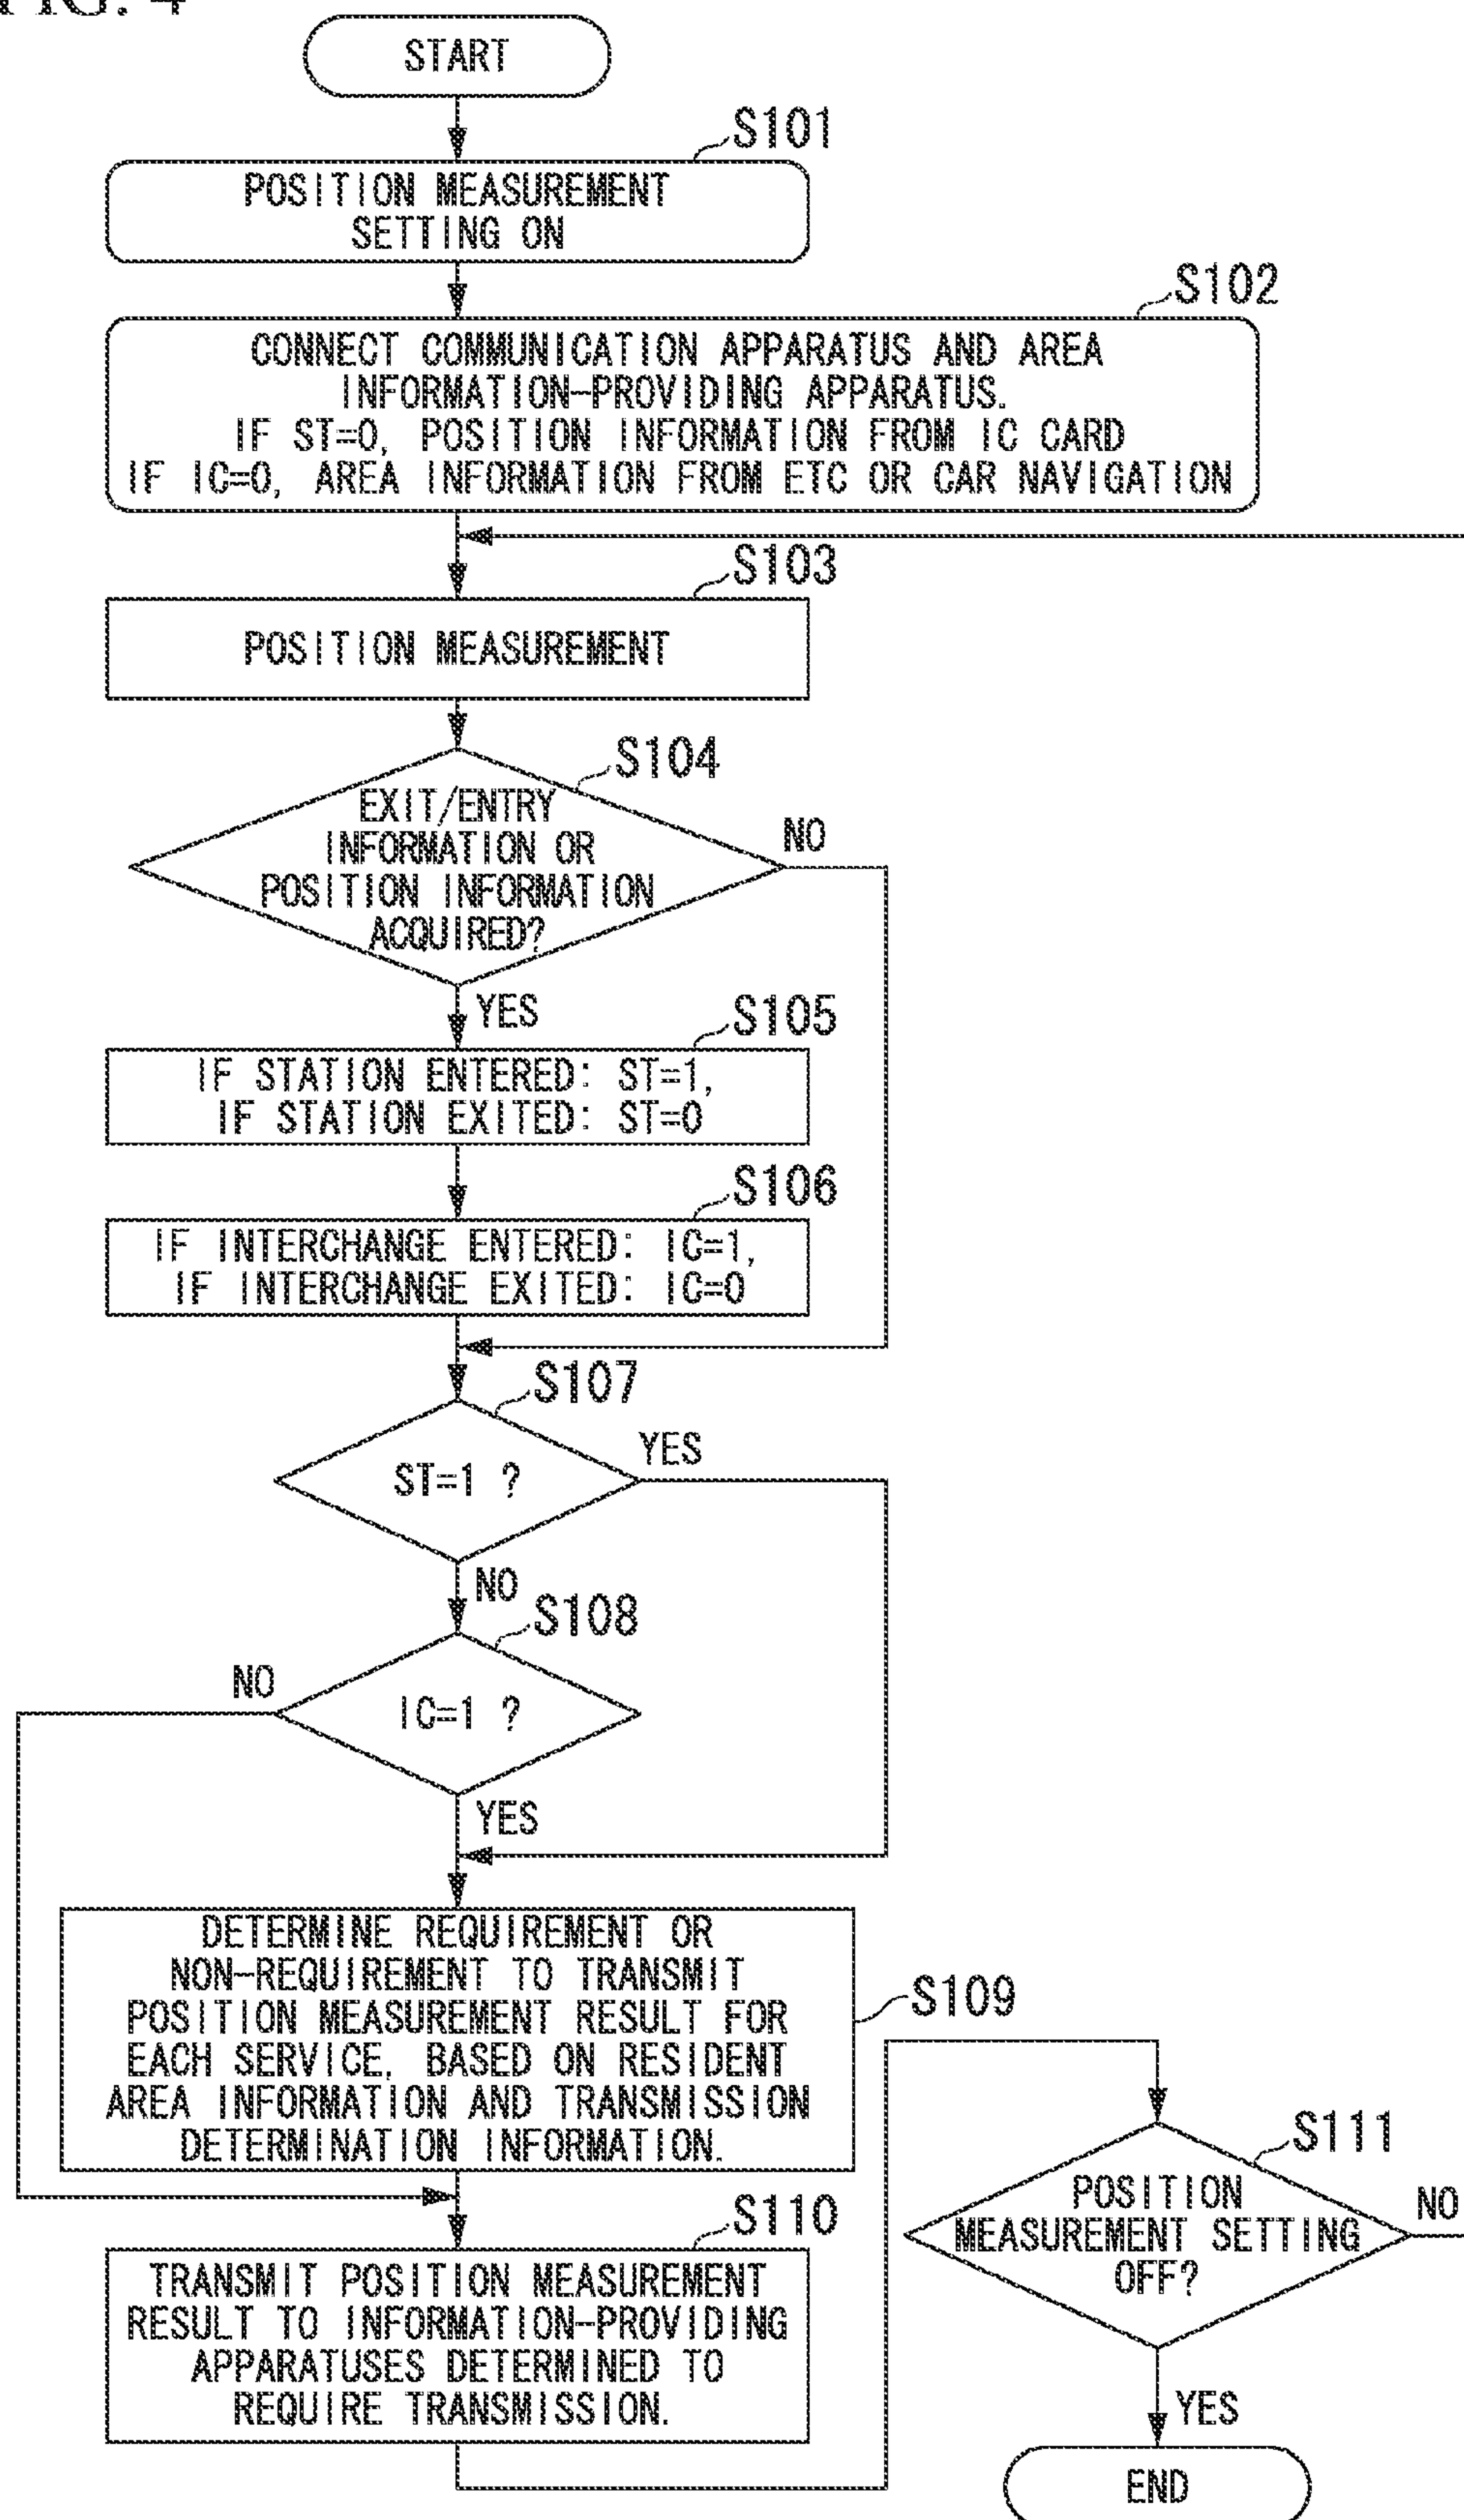 FIG. 4
START
S101
POSITION MEASUREMENT
SETTING ON
S102
CONNECT COMMUNICATION APPARATUS AND AREA
INFORMATION-PROVIDING APPARATUS.
IF ST=0, POSITION INFORMATION FROM IC CARD
IF IC=0, AREA INFORMATION FROM ETC OR CAR NAVIGATION
S103
POSITION MEASUREMENT
S104
EXIT/ENTRY
INFORMATION OR
POSITION INFORMATION
ACQUIRED?
NO
YES
S105
IF STATION ENTERED: ST=1,
IF STATION EXITED: ST=0
S106
IF INTERCHANGE ENTERED: IC=1,
IF INTERCHANGE EXITED: IC=0
S107
ST=1 ?
YES
NO
S108
IC=1 ?
NO
YES
S109
DETERMINE REQUIREMENT OR
NON-REQUIREMENT TO TRANSMIT
POSITION MEASUREMENT RESULT FOR
EACH SERVICE, BASED ON RESIDENT
AREA INFORMATION AND TRANSMISSION
DETERMINATION INFORMATION.
S110
TRANSMIT POSITION MEASUREMENT
RESULT TO INFORMATION-PROVIDING
APPARATUSES DETERMINED TO
REQUIRE TRANSMISSION.
S111
POSITION
MEASUREMENT SETTING
OFF?
NO
YES
END